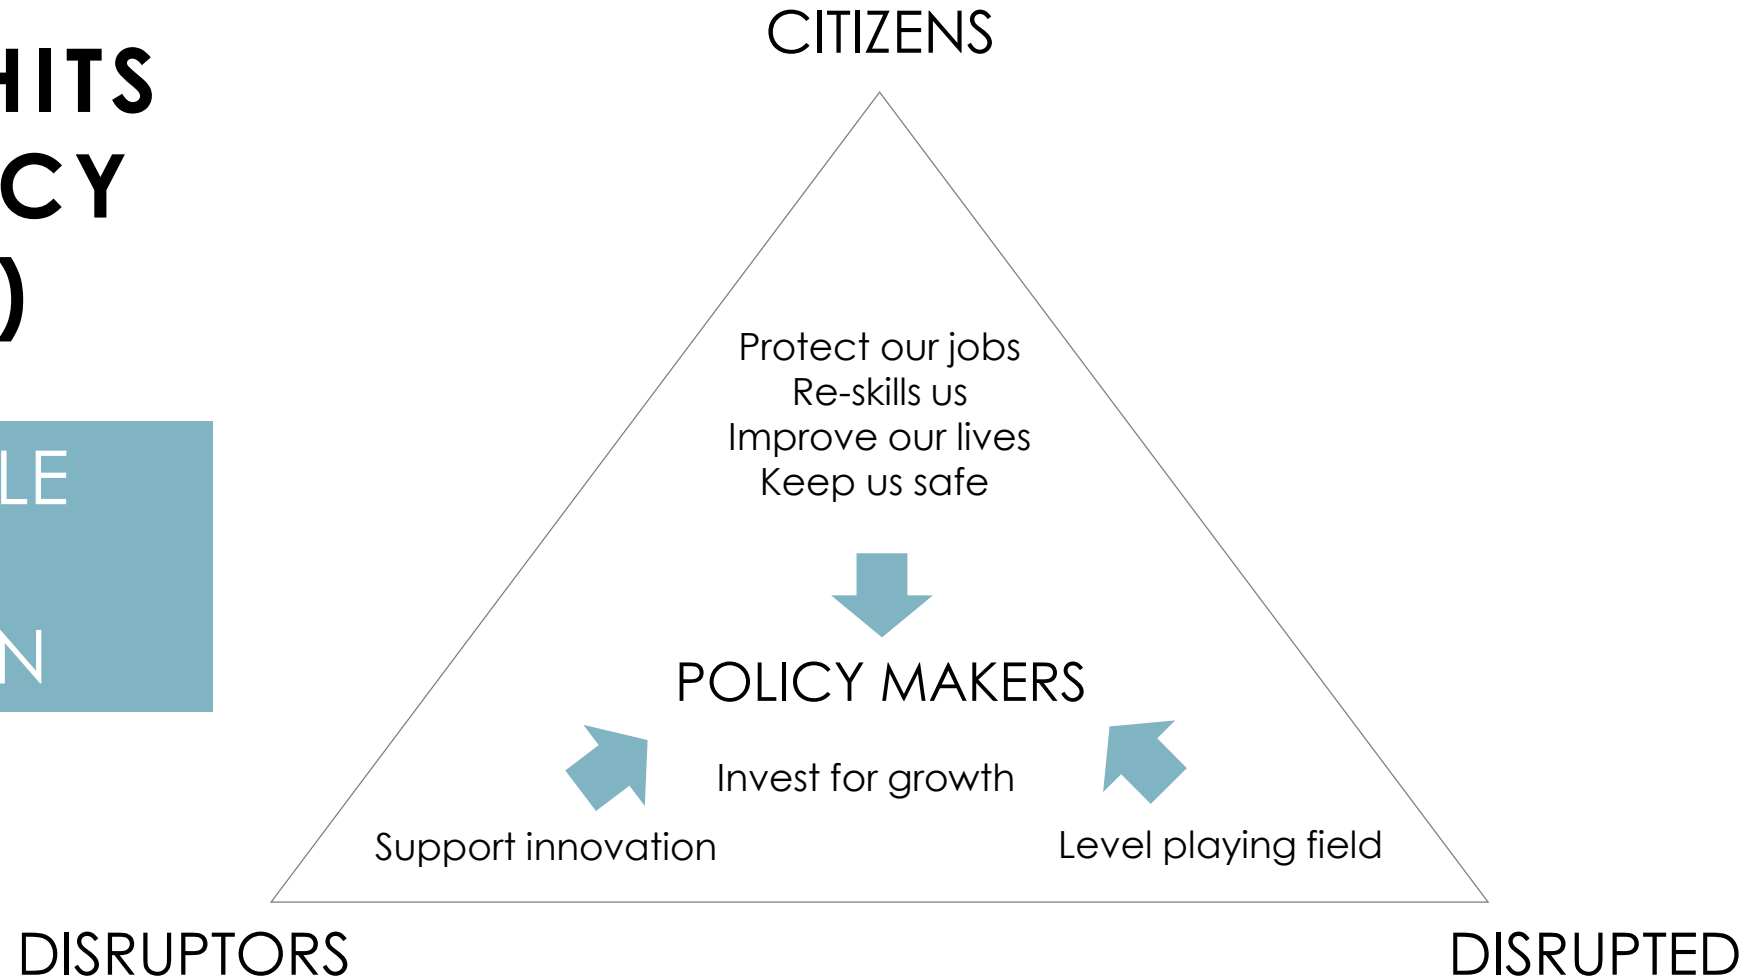 HITS
CY
)
LE
N
CITIZENS
Protect our jobs
Re-skills us
Improve our lives
Keep us safe
POLICY MAKERS
Invest for growth
Support innovation
Level playing field
DISRUPTORS
DISRUPTED